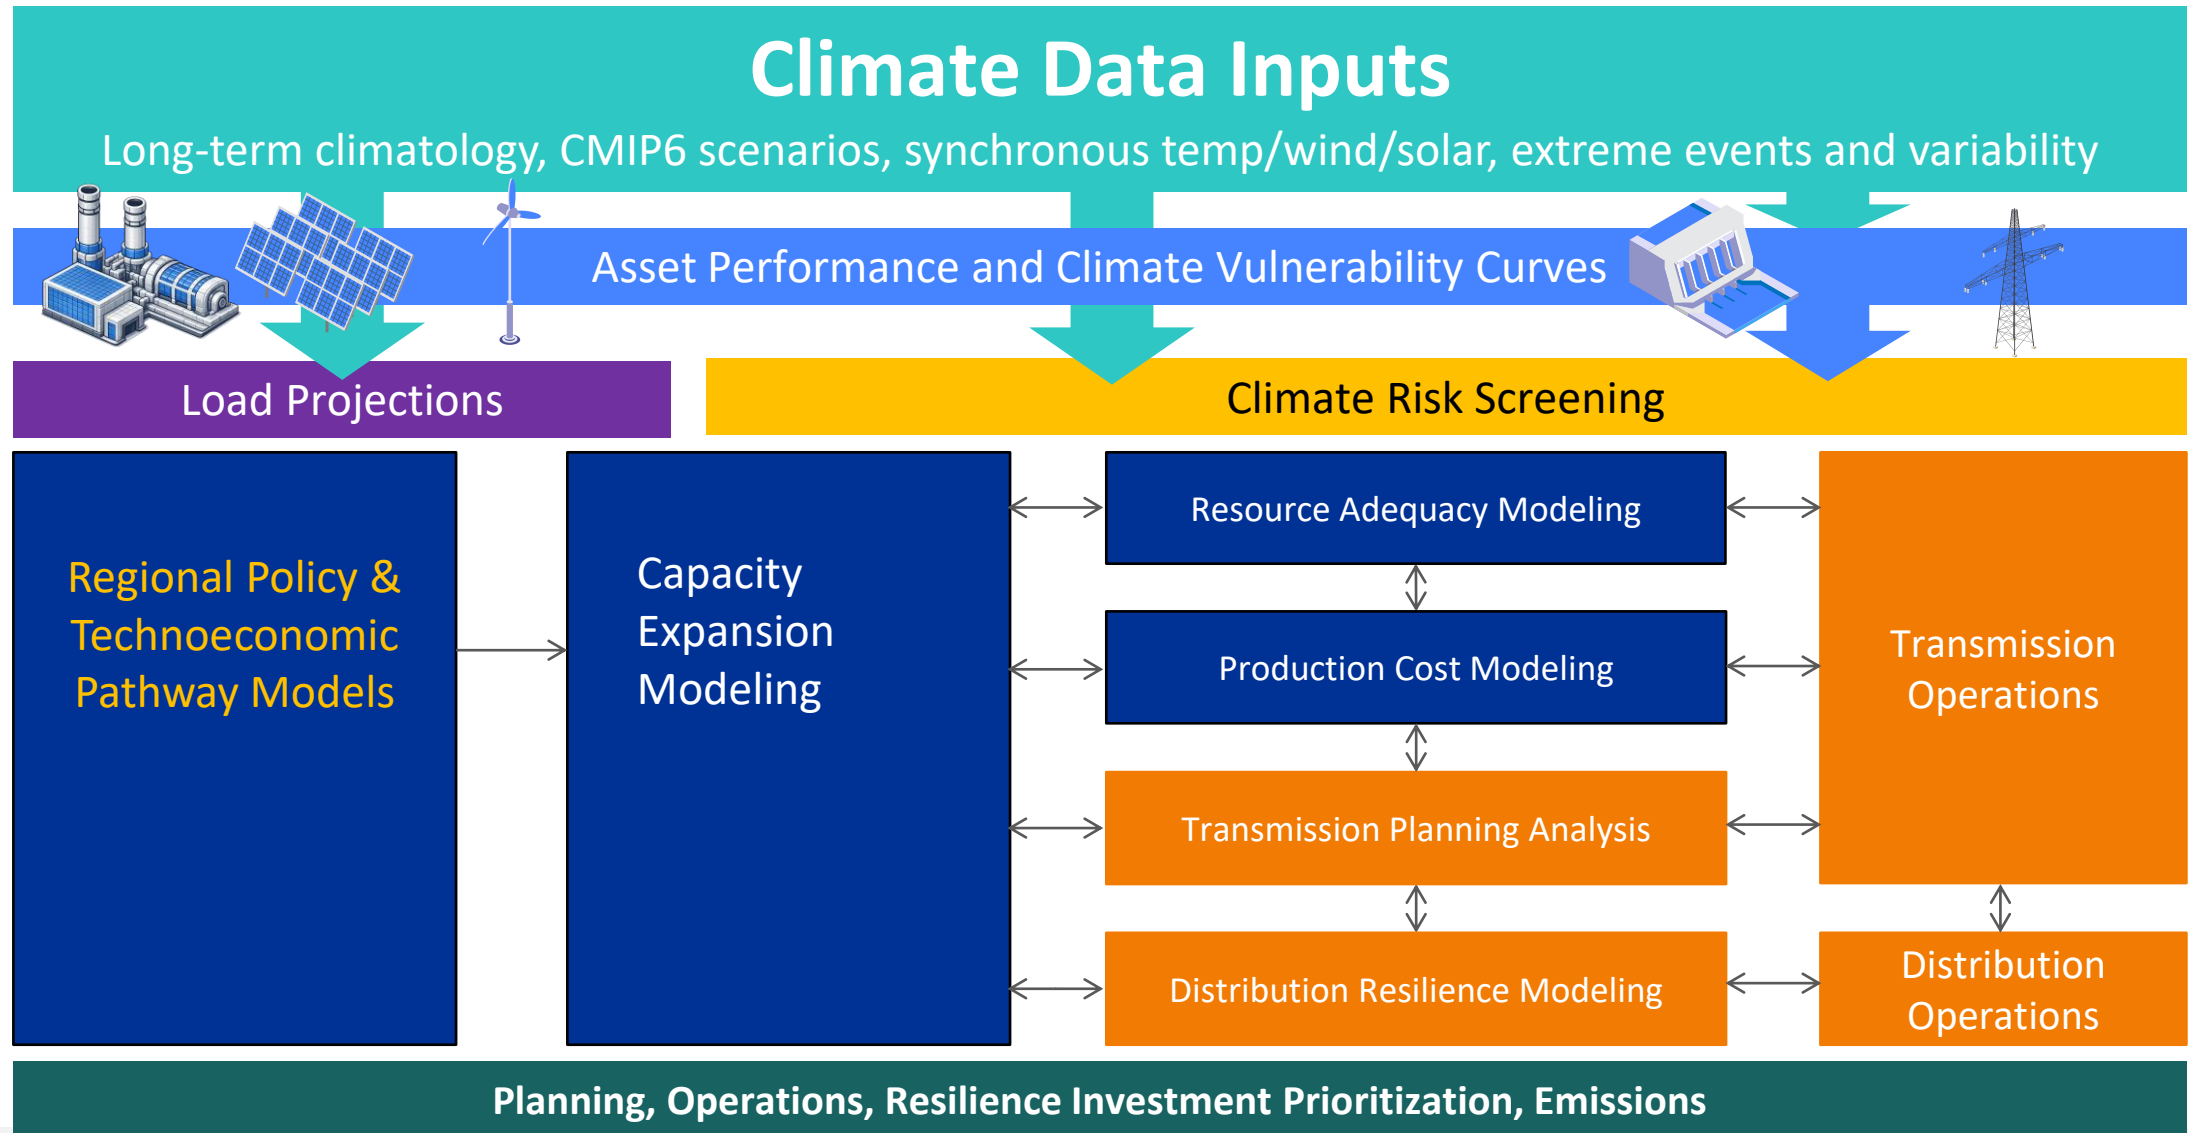 Climate Data Inputs
Long-term climatology, CMIP6 scenarios, synchronous temp/wind/solar, extreme events and variability
Asset Performance and Climate Vulnerability Curves
Load Projections
Climate Risk Screening
Regional Policy &
Technoeconomic
Pathway Models
Capacity
Expansion
Modeling
Resource Adequacy Modeling
Production Cost Modeling
Transmission Planning Analysis
Distribution Resilience Modeling
Transmission
Operations
Distribution
Operations
Planning, Operations, Resilience Investment Prioritization, Emissions